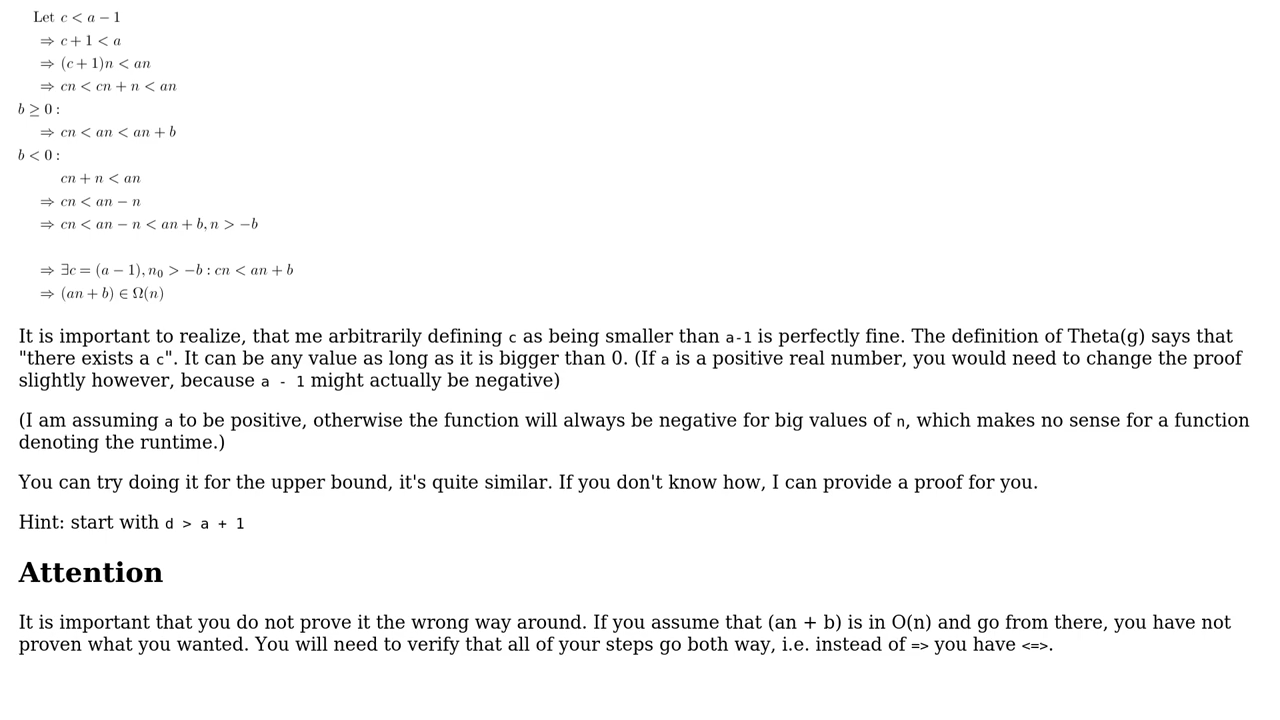 Let c < a − 1
⇒ c + 1 < a
⇒ (c + 1)n < an
⇒ cn < cn + n < an
b ≥ 0 :
⇒ cn < an < an + b
b < 0 :
cn + n < an
⇒ cn < an − n
⇒ cn < an − n < an + b, n > −b
⇒ ∃c = (a − 1), n₀ > −b : cn < an + b
⇒ (an + b) ∈ Ω(n)
It is important to realize, that me arbitrarily defining c as being smaller than a-1 is perfectly fine. The definition of Theta(g) says that
"there exists a c". It can be any value as long as it is bigger than 0. (If a is a positive real number, you would need to change the proof
slightly however, because a - 1 might actually be negative)
(I am assuming a to be positive, otherwise the function will always be negative for big values of n, which makes no sense for a function
denoting the runtime.)
You can try doing it for the upper bound, it's quite similar. If you don't know how, I can provide a proof for you.
Hint: start with d > a + 1
Attention
It is important that you do not prove it the wrong way around. If you assume that (an + b) is in O(n) and go from there, you have not
proven what you wanted. You will need to verify that all of your steps go both way, i.e. instead of => you have <=>.